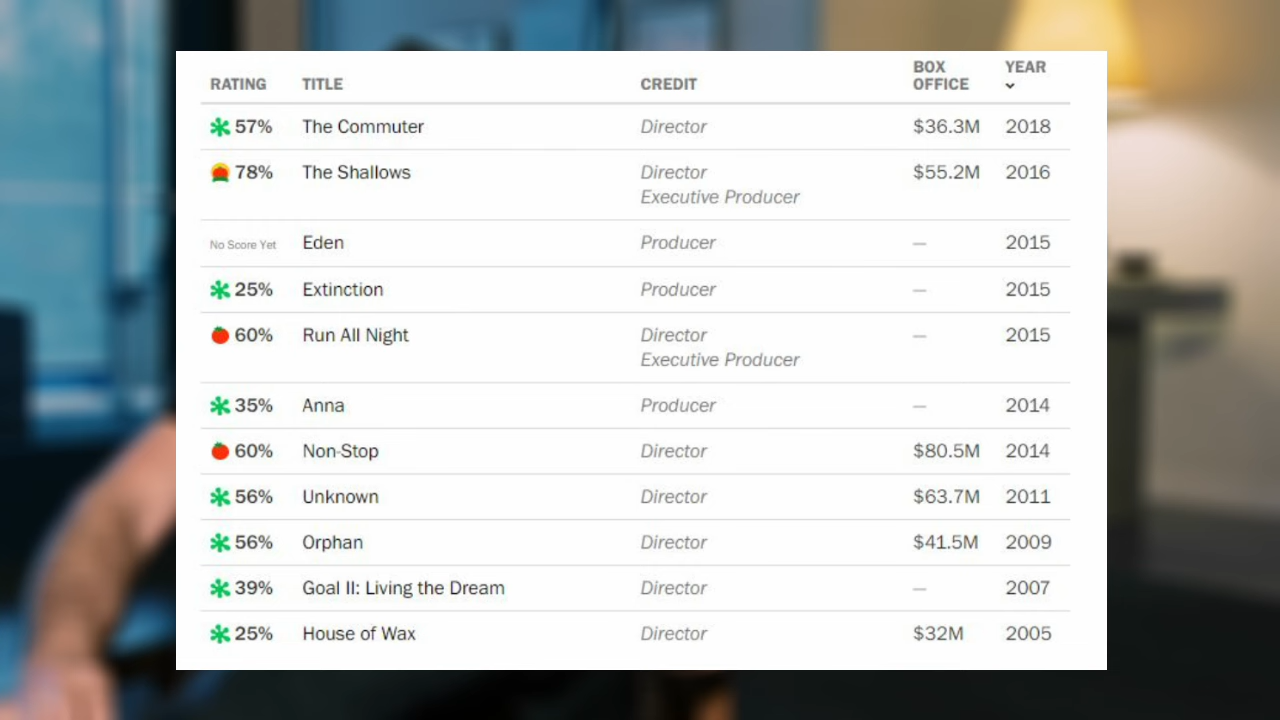 RATING TITLE CREDIT BOX OFFICE YEAR
57% The Commuter Director $36.3M 2018
78% The Shallows Director $55.2M 2016
Executive Producer
No Score Yet Eden Producer — 2015
25% Extinction Producer — 2015
60% Run All Night Director — 2015
Executive Producer
35% Anna Producer — 2014
60% Non-Stop Director $80.5M 2014
56% Unknown Director $63.7M 2011
56% Orphan Director $41.5M 2009
39% Goal II: Living the Dream Director — 2007
25% House of Wax Director $32M 2005